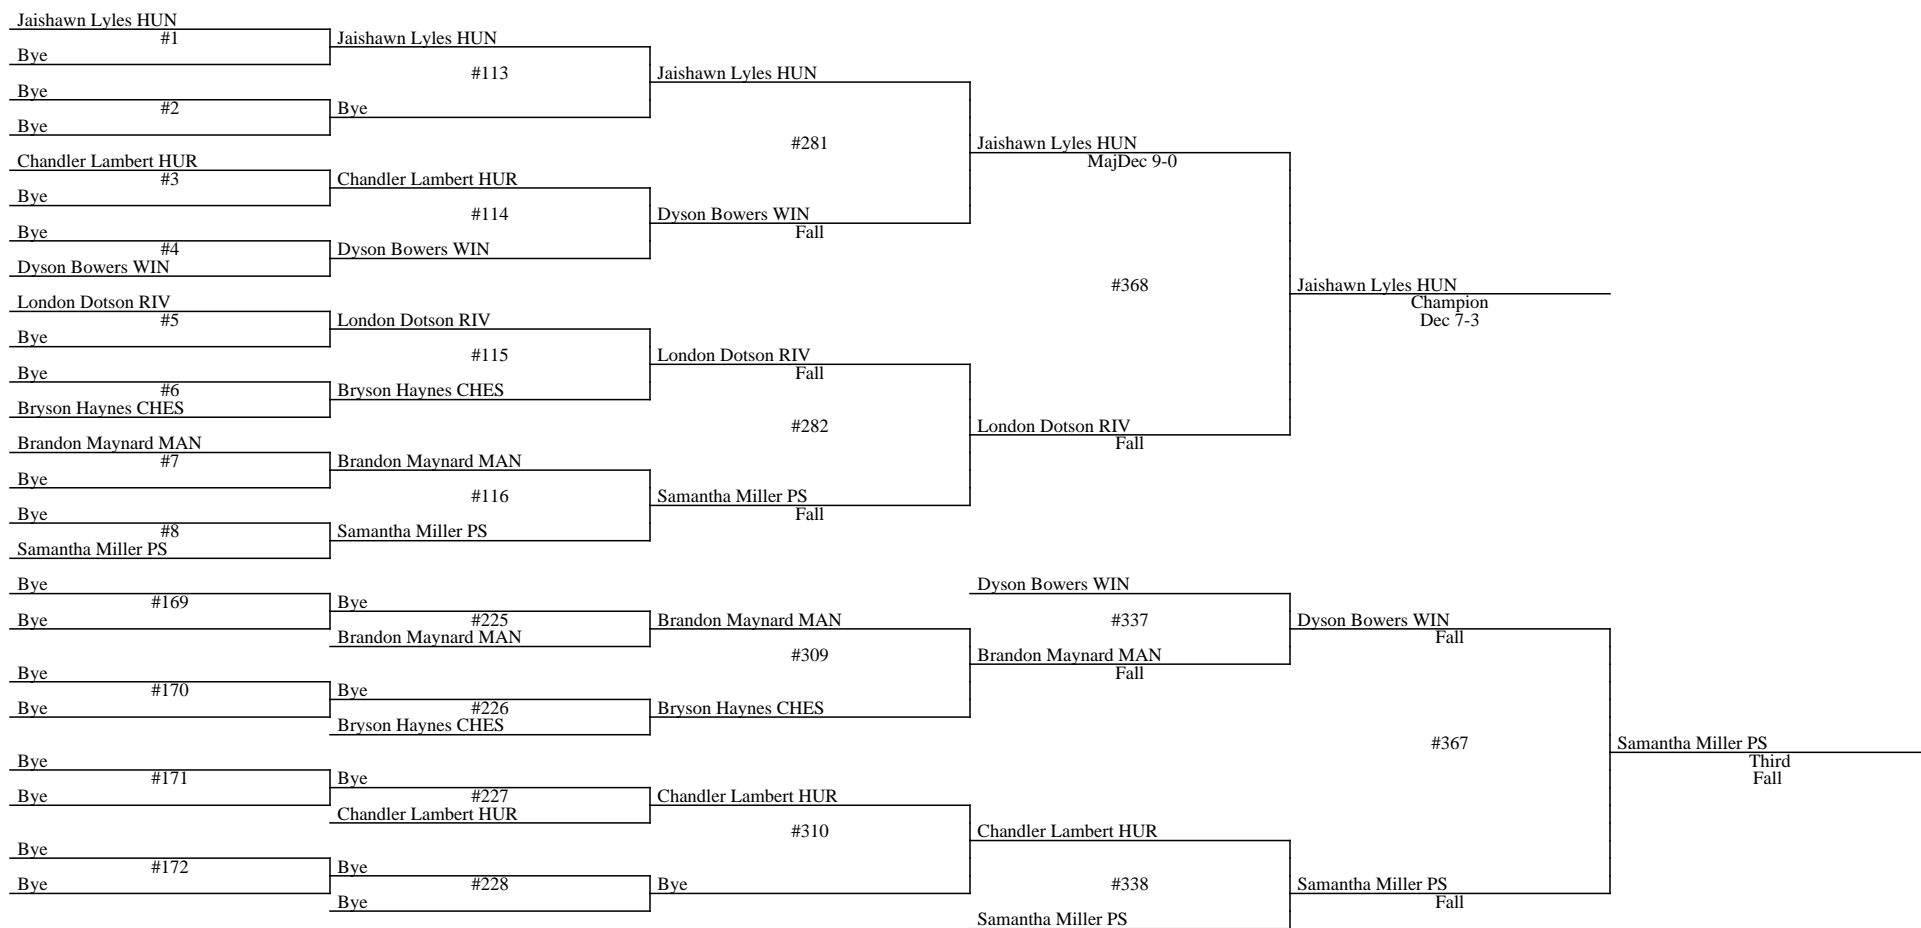 Jaishawn Lyles HUN
#1
Bye
Bye
#2
Bye
Chandler Lambert HUR
#3
Bye
Bye
#4
Dyson Bowers WIN
London Dotson RIV
#5
Bye
Bye
#6
Bryson Haynes CHES
Brandon Maynard MAN
#7
Bye
Bye
#8
Samantha Miller PS
Jaishawn Lyles HUN
#113
Bye
Chandler Lambert HUR
#114
Dyson Bowers WIN
London Dotson RIV
#115
Bryson Haynes CHES
Brandon Maynard MAN
#116
Samantha Miller PS
Jaishawn Lyles HUN
#281
Dyson Bowers WIN
Fall
London Dotson RIV
Fall
#282
Samantha Miller PS
Fall
Jaishawn Lyles HUN
MajDec 9-0
#368
London Dotson RIV
Fall
Jaishawn Lyles HUN
Champion
Dec 7-3
Bye
#169
Bye
Bye
#170
Bye
Bye
#171
Bye
Bye
#172
Bye
Bye
#225
Brandon Maynard MAN
Bye
#226
Bryson Haynes CHES
Bye
#227
Chandler Lambert HUR
Bye
#228
Bye
Brandon Maynard MAN
#309
Bryson Haynes CHES
Chandler Lambert HUR
#310
Bye
Dyson Bowers WIN
#337
Brandon Maynard MAN
Fall
Chandler Lambert HUR
#338
Samantha Miller PS
Dyson Bowers WIN
Fall
#367
Samantha Miller PS
Fall
Samantha Miller PS
Third
Fall